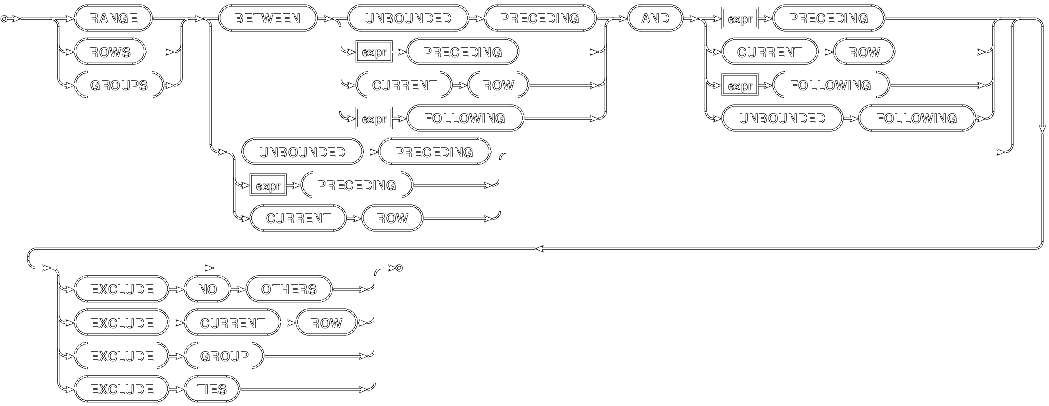 RANGE BETWEEN UNBOUNDED PRECEDING AND expr PRECEDING
ROWS expr PRECEDING CURRENT ROW
GROUPS CURRENT ROW expr FOLLOWING
expr FOLLOWING UNBOUNDED FOLLOWING
UNBOUNDED PRECEDING
expr PRECEDING
CURRENT ROW
EXCLUDE NO OTHERS
EXCLUDE CURRENT ROW
EXCLUDE GROUP
EXCLUDE TIES